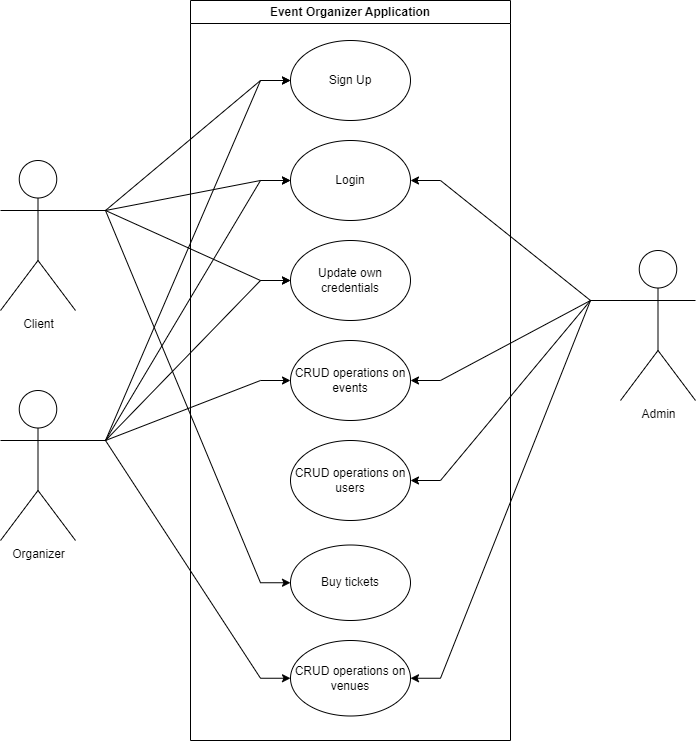 Event Organizer Application
Sign Up
Login
Update own
credentials
Client
CRUD operations on
events
Admin
CRUD operations on
users
Organizer
Buy tickets
CRUD operations on
venues